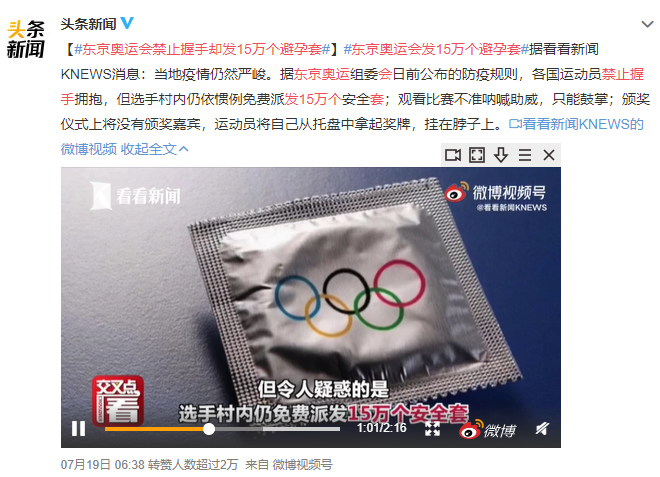 头条
新闻
头条新闻
【#东京奥运会禁止握手却发15万个避孕套#】#东京奥运会发15万个避孕套#据看看新闻
KNEWS消息：当地疫情仍然严峻。据东京奥运组委会日前公布的防疫规则，各国运动员禁止握
手拥抱，但选手村内仍依惯例免费派发15万个安全套；观看比赛不准呐喊助威，只能鼓掌；颁奖
仪式上将没有颁奖嘉宾，运动员将自己从托盘中拿起奖牌，挂在脖子上。看看新闻KNEWS的
微博视频 收起全文
看看新闻
微博视频号
@看看新闻KNEWS
交叉点
看
但令人疑惑的是
选手村内仍免费派发15万个安全套
1:01/2:16
微博
07月19日 06:38 转赞人数超过2万 来自 微博视频号